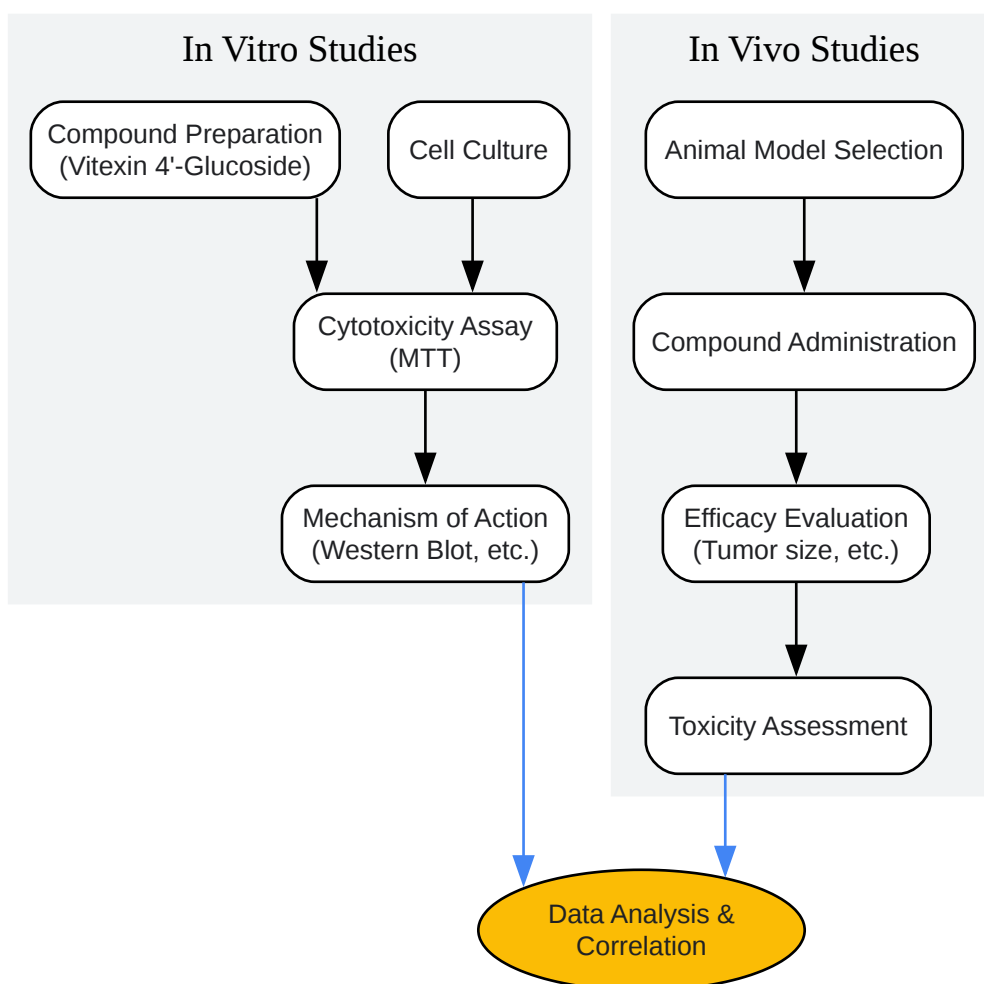 In Vitro Studies
Compound Preparation
(Vitexin 4'-Glucoside)
Cell Culture
Cytotoxicity Assay
(MTT)
Mechanism of Action
(Western Blot, etc.)
In Vivo Studies
Animal Model Selection
Compound Administration
Efficacy Evaluation
(Tumor size, etc.)
Toxicity Assessment
Data Analysis &
Correlation